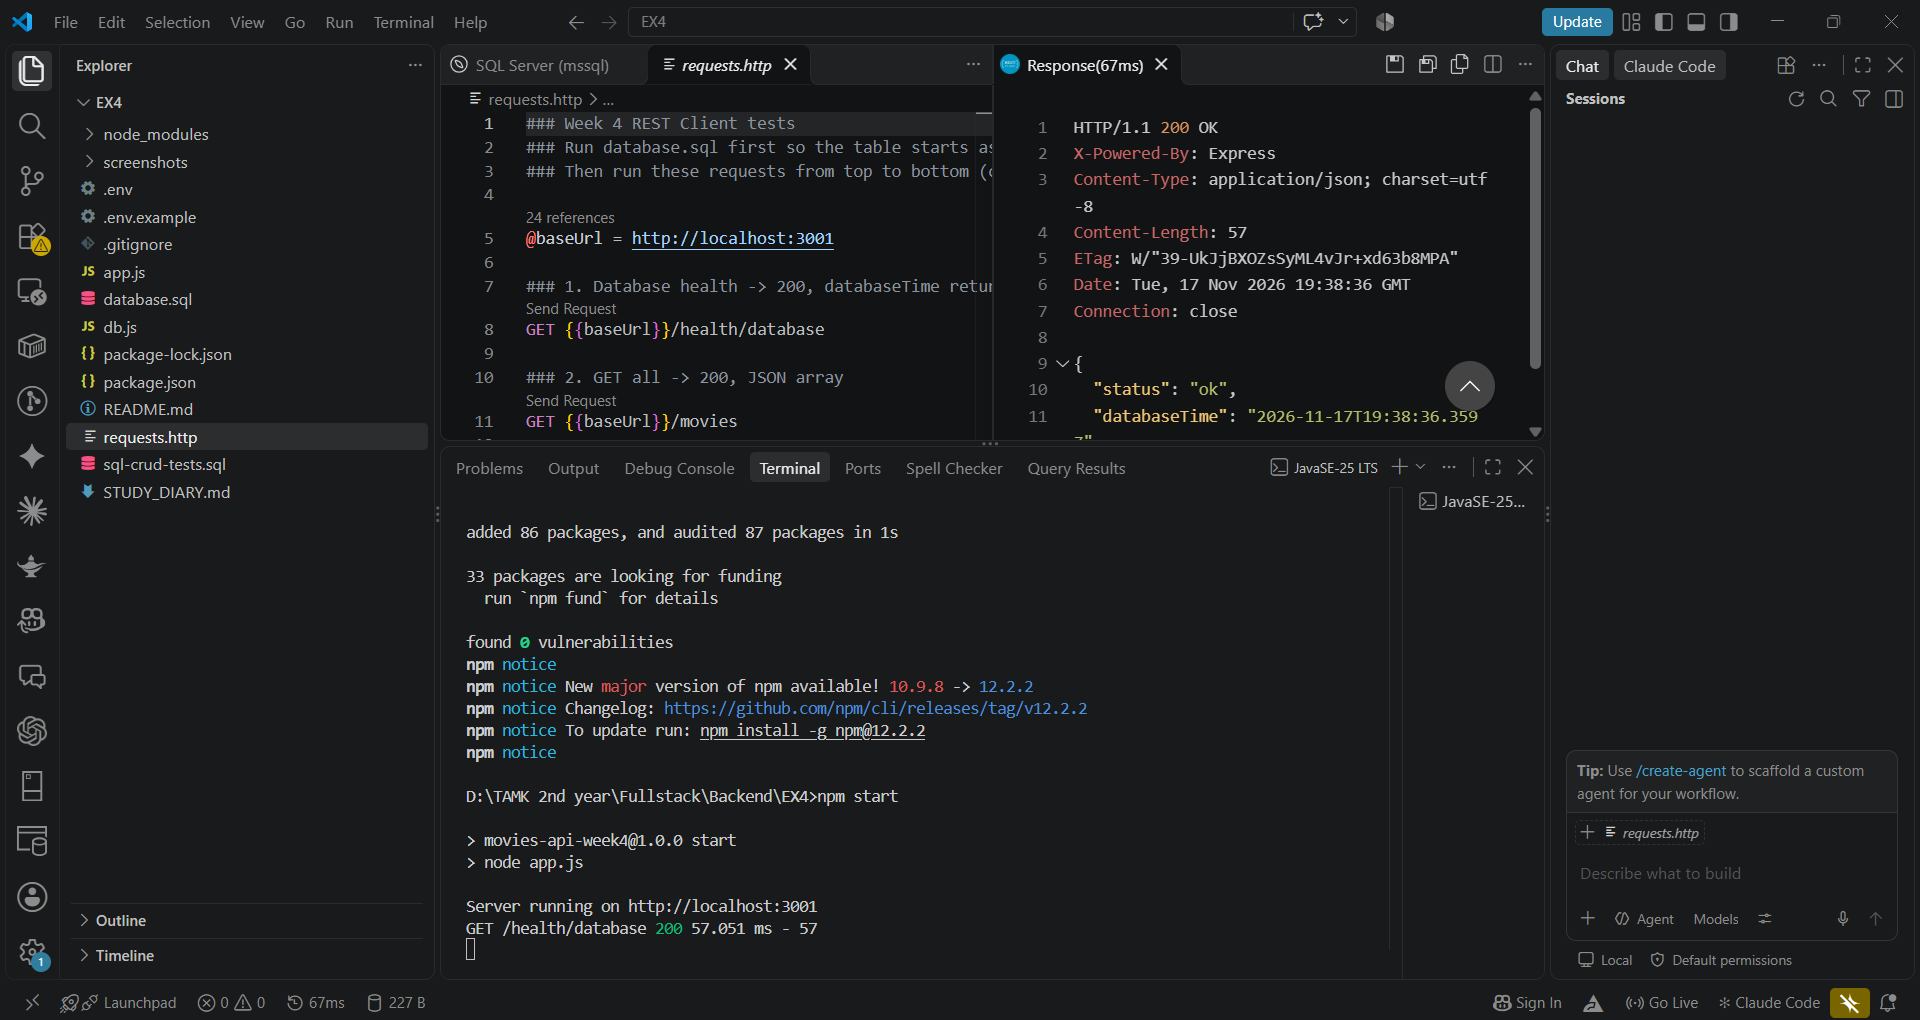 File Edit Selection View Go Run Terminal Help
EX4
Update
Explorer
EX4
node_modules
screenshots
.env
.env.example
.gitignore
JS app.js
database.sql
JS db.js
{} package-lock.json
{} package.json
README.md
requests.http
sql-crud-tests.sql
STUDY_DIARY.md
Outline
Timeline
SQL Server (mssql)
requests.http
requests.http > ...
1 ### Week 4 REST Client tests
2 ### Run database.sql first so the table starts as
3 ### Then run these requests from top to bottom (
4
24 references
5 @baseUrl = http://localhost:3001
6
7 ### 1. Database health -> 200, databaseTime retur
Send Request
8 GET {{baseUrl}}/health/database
9
10 ### 2. GET all -> 200, JSON array
Send Request
11 GET {{baseUrl}}/movies
Response(67ms)
1 HTTP/1.1 200 OK
2 X-Powered-By: Express
3 Content-Type: application/json; charset=utf
-8
4 Content-Length: 57
5 ETag: W/"39-UkJjBXOZsSyML4vJr+xd63b8MPA"
6 Date: Tue, 17 Nov 2026 19:38:36 GMT
7 Connection: close
8
9 {
10 "status": "ok",
11 "databaseTime": "2026-11-17T19:38:36.359
Z"
Problems Output Debug Console Terminal Ports Spell Checker Query Results
JavaSE-25 LTS
JavaSE-25...
added 86 packages, and audited 87 packages in 1s
33 packages are looking for funding
run `npm fund` for details
found 0 vulnerabilities
npm notice
npm notice New major version of npm available! 10.9.8 -> 12.2.2
npm notice Changelog: https://github.com/npm/cli/releases/tag/v12.2.2
npm notice To update run: npm install -g npm@12.2.2
npm notice
D:\TAMK 2nd year\Fullstack\Backend\EX4>npm start
> movies-api-week4@1.0.0 start
> node app.js
Server running on http://localhost:3001
GET /health/database 200 57.051 ms - 57
Chat Claude Code
Sessions
Tip: Use /create-agent to scaffold a custom
agent for your workflow.
requests.http
Describe what to build
Agent Models
Local Default permissions
1
Launchpad 0 0 67ms 227 B
Sign In Go Live Claude Code